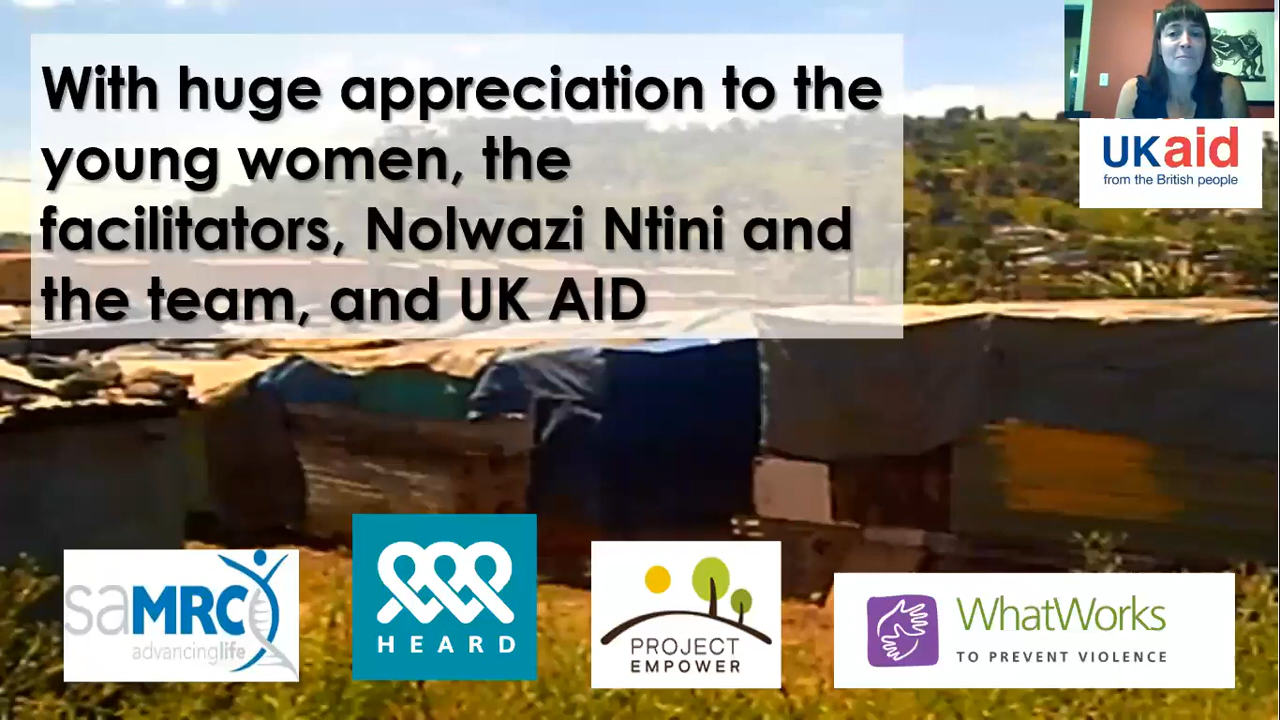 With huge appreciation to the
young women, the
facilitators, Nolwazi Ntini and
the team, and UK AID
UKaid
from the British people
saMRC
advancinglife
HEARD
PROJECT
EMPOWER
WhatWorks
TO PREVENT VIOLENCE